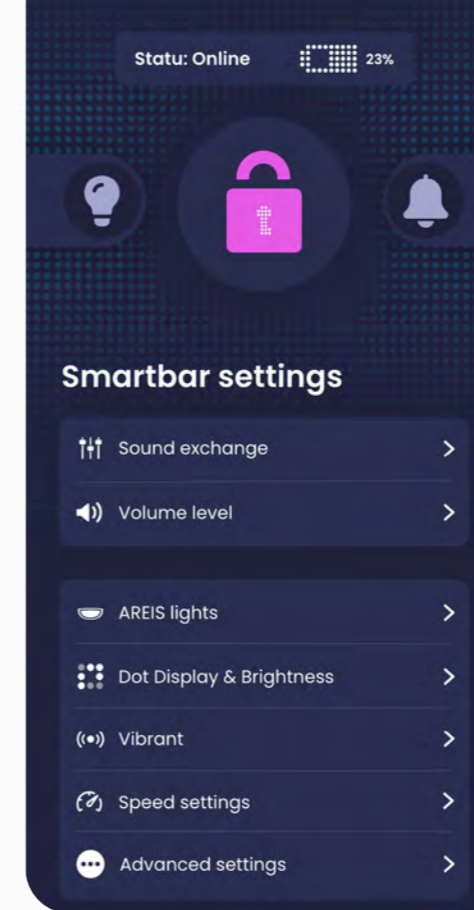 Statu: Online 23%
Smartbar settings
Sound exchange
Volume level
AREIS lights
Dot Display & Brightness
Vibrant
Speed settings
Advanced settings